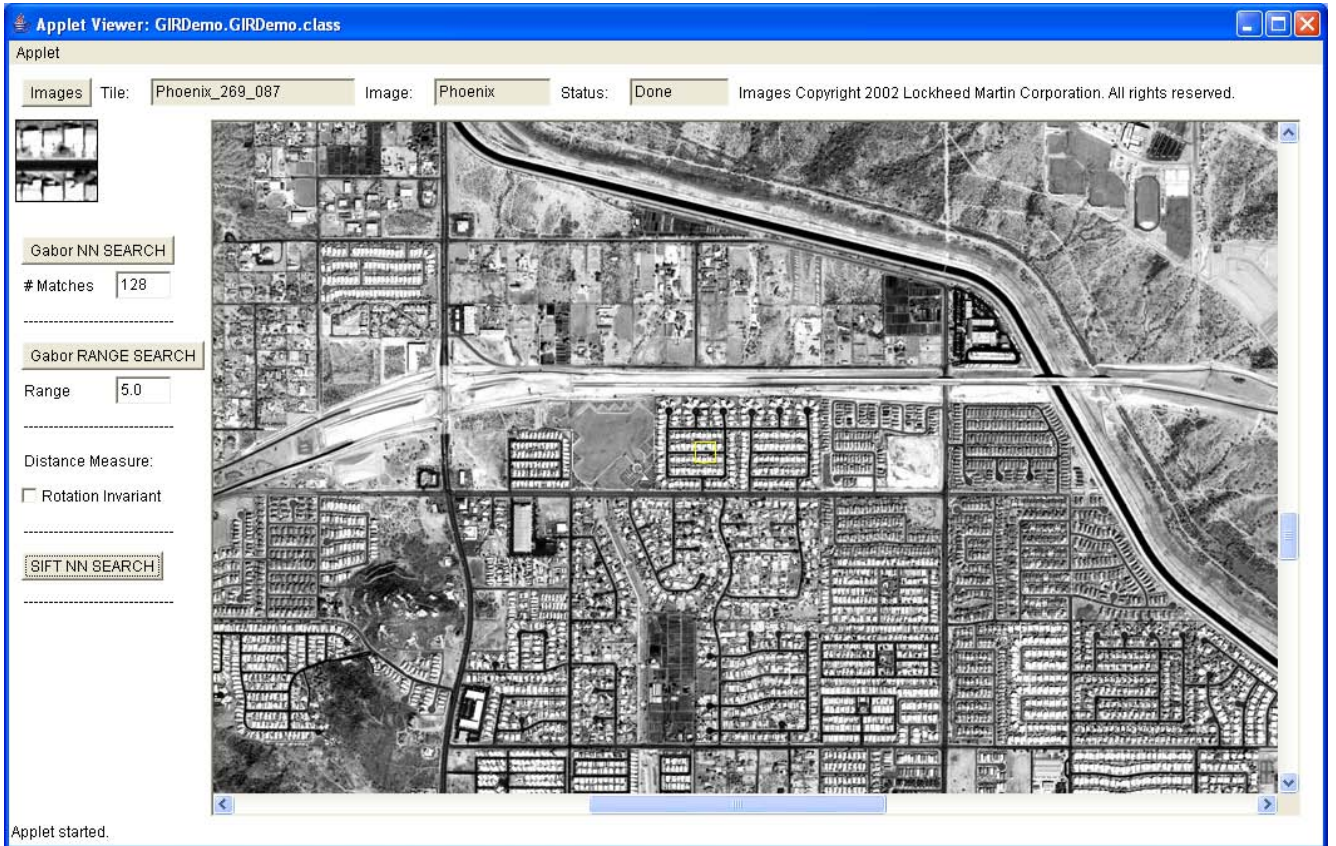 Applet Viewer: GIRDemo.GIRDemo.class
Applet
Images Tile: Phoenix_269_087 Image: Phoenix Status: Done Images Copyright 2002 Lockheed Martin Corporation. All rights reserved.
Gabor NN SEARCH
# Matches 128
------------------------------
Gabor RANGE SEARCH
Range 5.0
------------------------------
Distance Measure:
Rotation Invariant
------------------------------
SIFT NN SEARCH
------------------------------
Applet started.